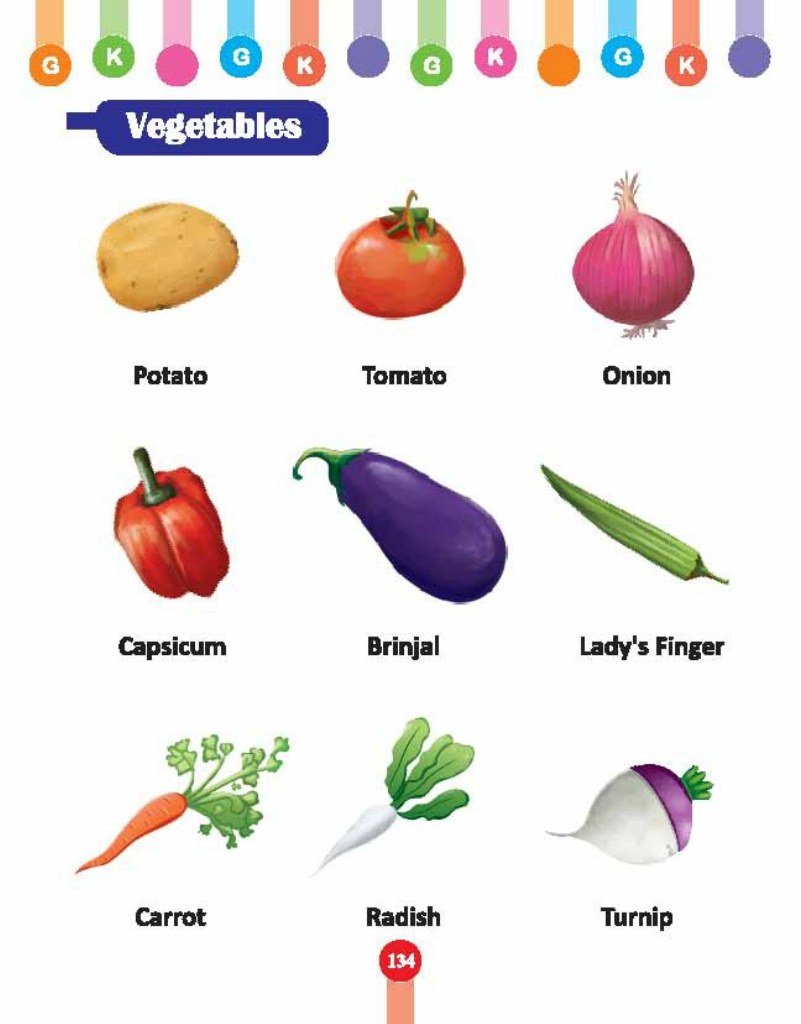 G K G K G K G K
Vegetables
Potato Tomato Onion
Capsicum Brinjal Lady's Finger
Carrot Radish Turnip
134